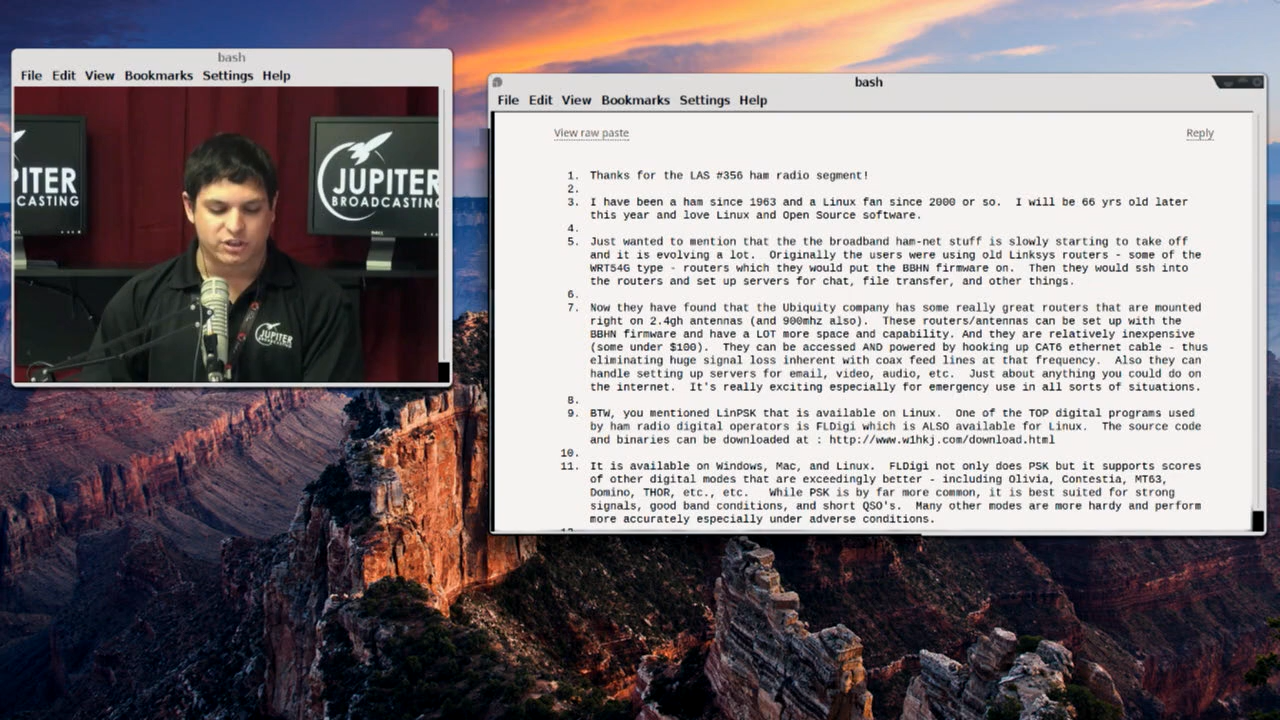 bash
File Edit View Bookmarks Settings Help
ITER
CASTING
JUPITER
BROADCASTING
JUPITER
bash
File Edit View Bookmarks Settings Help
View raw paste
Reply
1. Thanks for the LAS #356 ham radio segment!
2.
3. I have been a ham since 1963 and a Linux fan since 2000 or so. I will be 66 yrs old later
this year and love Linux and Open Source software.
4.
5. Just wanted to mention that the the broadband ham-net stuff is slowly starting to take off
and it is evolving a lot. Originally the users were using old Linksys routers - some of the
WRT54G type - routers which they would put the BBHN firmware on. Then they would ssh into
the routers and set up servers for chat, file transfer, and other things.
6.
7. Now they have found that the Ubiquity company has some really great routers that are mounted
right on 2.4gh antennas (and 900mhz also). These routers/antennas can be set up with the
BBHN firmware and have a LOT more space and capability. And they are relatively inexpensive
(some under $100). They can be accessed AND powered by hooking up CAT6 ethernet cable - thus
eliminating huge signal loss inherent with coax feed lines at that frequency. Also they can
handle setting up servers for email, video, audio, etc. Just about anything you could do on
the internet. It's really exciting especially for emergency use in all sorts of situations.
8.
9. BTW, you mentioned LinPSK that is available on Linux. One of the TOP digital programs used
by ham radio digital operators is FLDigi which is ALSO available for Linux. The source code
and binaries can be downloaded at : http://www.w1hkj.com/download.html
10.
11. It is available on Windows, Mac, and Linux. FLDigi not only does PSK but it supports scores
of other digital modes that are exceedingly better - including Olivia, Contestia, MT63,
Domino, THOR, etc., etc. While PSK is by far more common, it is best suited for strong
signals, good band conditions, and short QSO's. Many other modes are more hardy and perform
more accurately especially under adverse conditions.